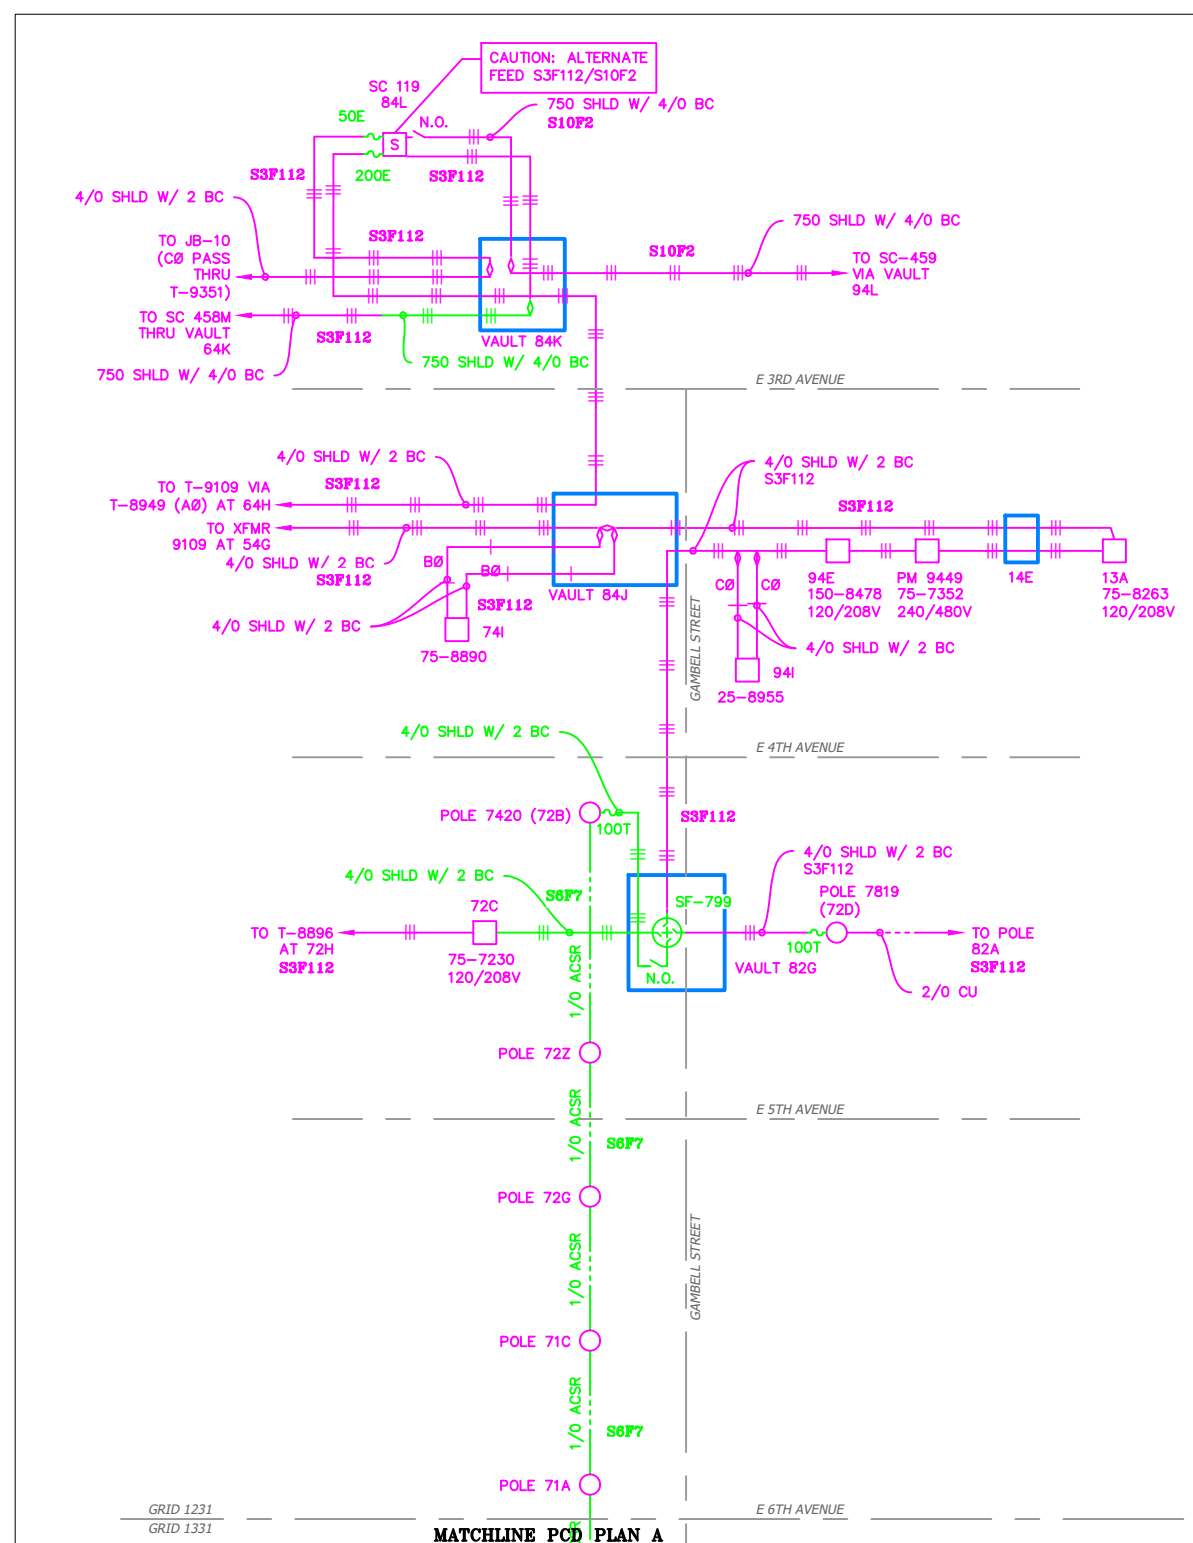 CAUTION: ALTERNATE
FEED S3F112/S10F2
SC 119
84L
50E
N.O.
750 SHLD W/ 4/0 BC
S10F2
S
200E
S3F112
S3F112
4/0 SHLD W/ 2 BC
750 SHLD W/ 4/0 BC
S3F112
S10F2
TO JB-10
(CØ PASS
THRU
T-9351)
TO SC-459
VIA VAULT
94L
TO SC 458M
THRU VAULT
64K
S3F112
VAULT 84K
750 SHLD W/ 4/0 BC
750 SHLD W/ 4/0 BC
E 3RD AVENUE
4/0 SHLD W/ 2 BC
4/0 SHLD W/ 2 BC
S3F112
TO T-9109 VIA
T-8949 (AØ) AT 64H
S3F112
S3F112
TO XFMR
9109 AT 54G
4/0 SHLD W/ 2 BC
S3F112
BØ
BØ
S3F112
VAULT 84J
4/0 SHLD W/ 2 BC
74I
75-8890
CØ
CØ
94E
150-8478
120/208V
PM 9449
75-7352
240/480V
14E
13A
75-8263
120/208V
4/0 SHLD W/ 2 BC
94I
25-8955
GAMBELL STREET
4/0 SHLD W/ 2 BC
E 4TH AVENUE
POLE 7420 (72B)
100T
S3F112
4/0 SHLD W/ 2 BC
S3F112
4/0 SHLD W/ 2 BC
S6F7
SF-799
POLE 7819
(72D)
72C
TO T-8896
AT 72H
S3F112
75-7230
120/208V
N.O.
VAULT 82G
100T
TO POLE
82A
S3F112
2/0 CU
1/0 ACSR
POLE 72Z
1/0 ACSR
E 5TH AVENUE
S6F7
POLE 72G
1/0 ACSR
GAMBELL STREET
POLE 71C
1/0 ACSR
S6F7
POLE 71A
GRID 1231
GRID 1331
E 6TH AVENUE
MATCHLINE PCD PLAN A